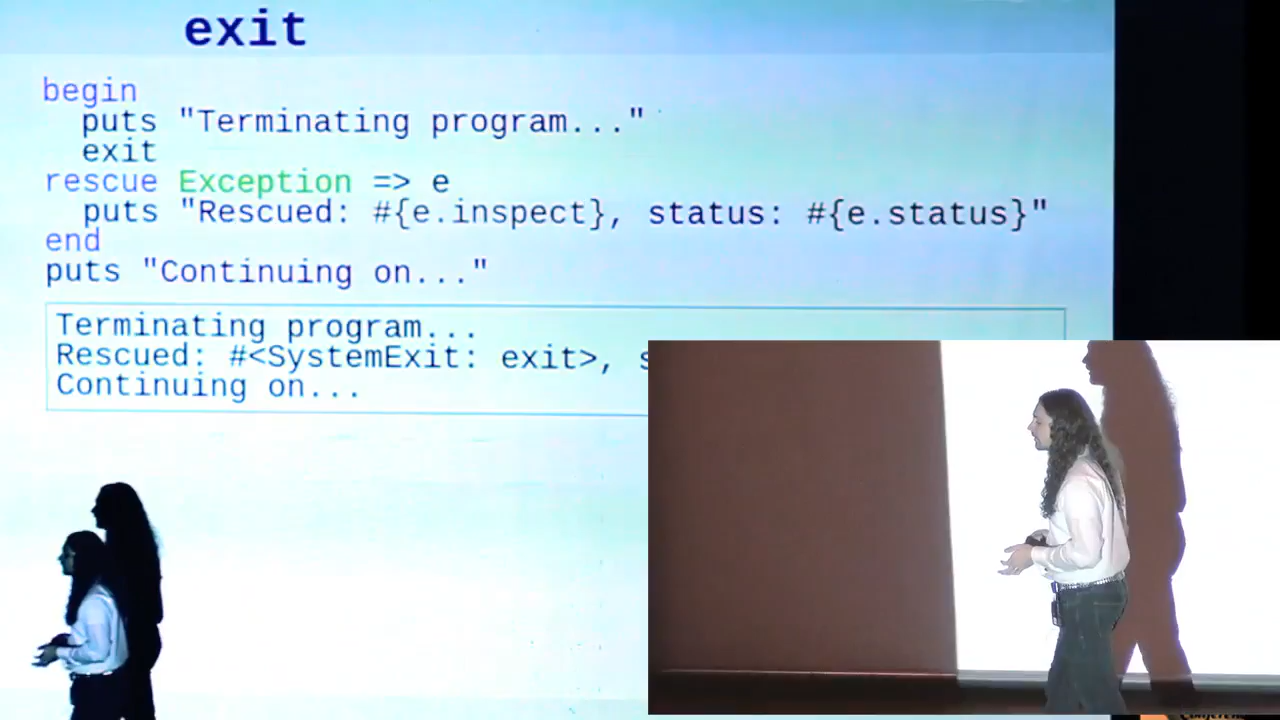 exit
begin
  puts "Terminating program..."
  exit
rescue Exception => e
  puts "Rescued: #{e.inspect}, status: #{e.status}"
end
puts "Continuing on..."
Terminating program...
Rescued: #<SystemExit: exit>, s
Continuing on...